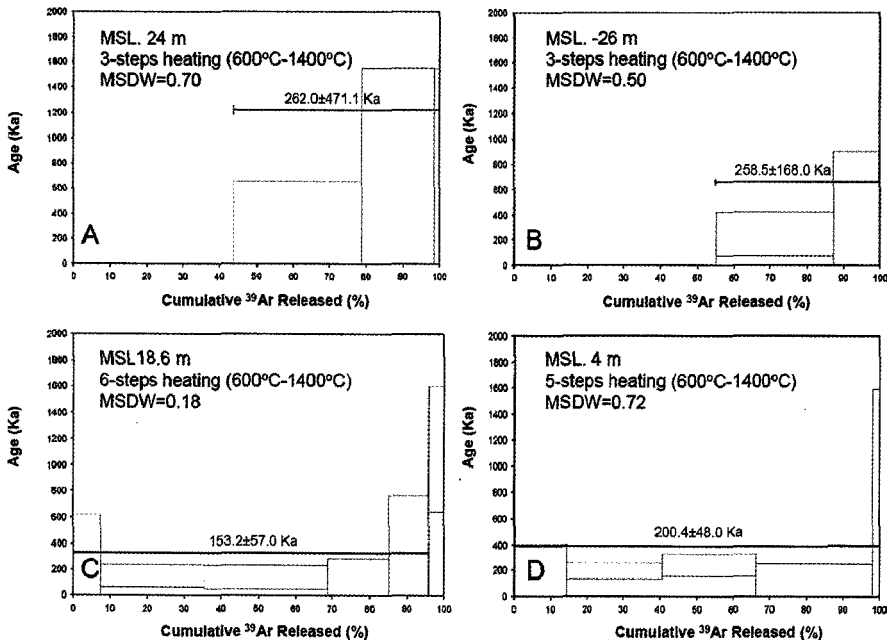 MSL. 24 m
3-steps heating (600°C-1400°C)
MSDW=0.70
262.0±471.1 Ka
Age (Ka)
2000
1800
1600
1400
1200
1000
800
600
400
200
0
A
0 10 20 30 40 50 60 70 80 90 100
Cumulative ³⁹Ar Released (%)
MSL. -26 m
3-steps heating (600°C-1400°C)
MSDW=0.50
258.5±168.0 Ka
Age (Ka)
2000
1800
1600
1400
1200
1000
800
600
400
200
0
B
0 10 20 30 40 50 60 70 80 90 100
Cumulative ³⁹Ar Released (%)
MSL18.6 m
6-steps heating (600°C-1400°C)
MSDW=0.18
153.2±57.0 Ka
Age (Ka)
2000
1800
1600
1400
1200
1000
800
600
400
200
0
C
0 10 20 30 40 50 60 70 80 90 100
Cumulative ³⁹Ar Released (%)
MSL. 4 m
5-steps heating (600°C-1400°C)
MSDW=0.72
200.4±48.0 Ka
Age (Ka)
2000
1800
1600
1400
1200
1000
800
600
400
200
0
D
0 10 20 30 40 50 60 70 80 90 100
Cumulative ³⁹Ar Released (%)